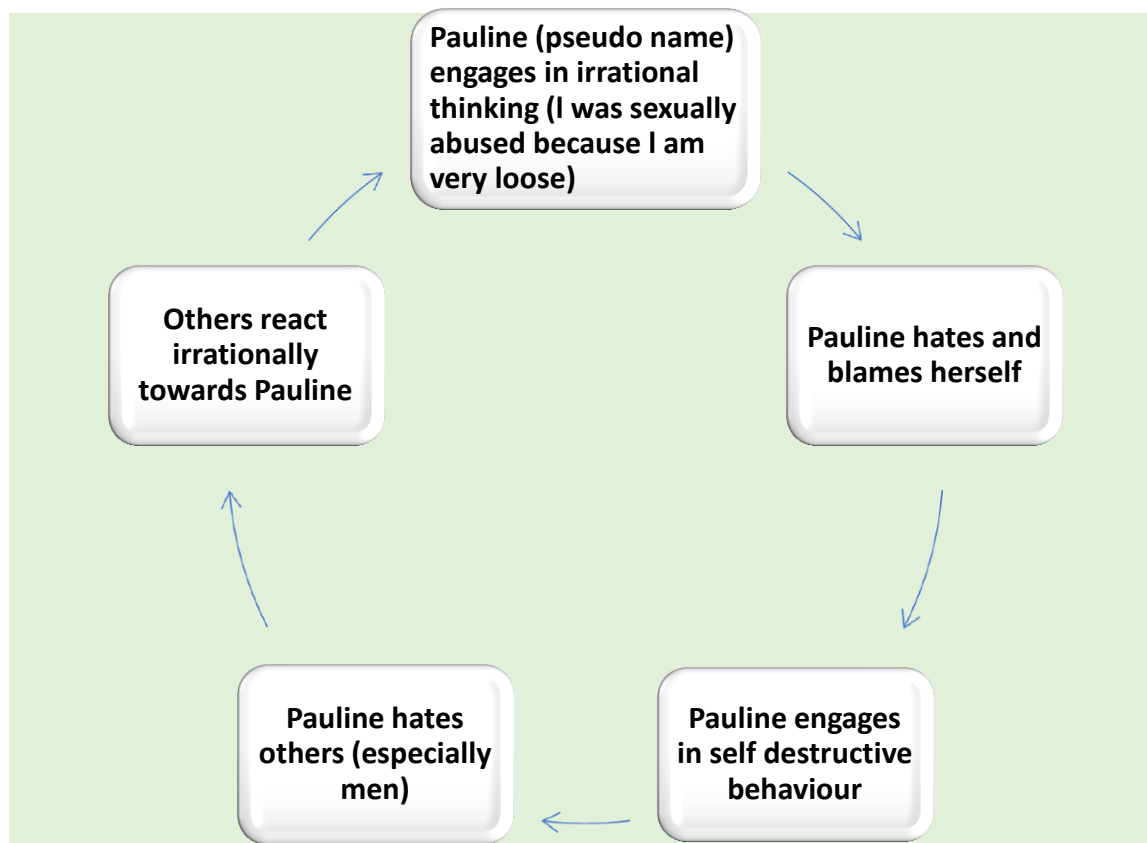 Pauline (pseudo name)
engages in irrational
thinking (I was sexually
abused because I am
very loose)
Pauline hates and
blames herself
Pauline engages
in self destructive
behaviour
Pauline hates
others (especially
men)
Others react
irrationally
towards Pauline